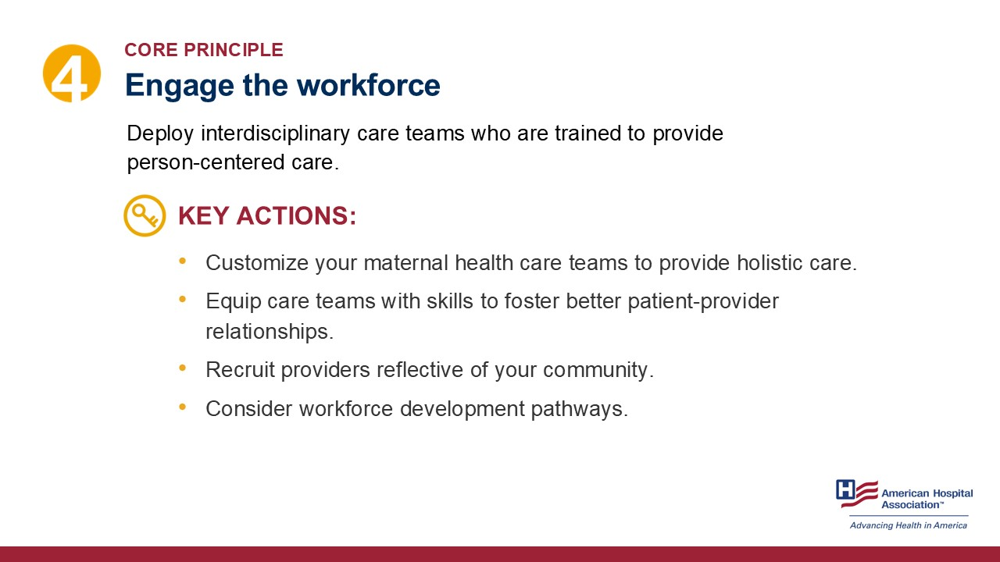 4
CORE PRINCIPLE
Engage the workforce
Deploy interdisciplinary care teams who are trained to provide
person-centered care.
KEY ACTIONS:
• Customize your maternal health care teams to provide holistic care.
• Equip care teams with skills to foster better patient-provider
relationships.
• Recruit providers reflective of your community.
• Consider workforce development pathways.
H
American Hospital
Association™
Advancing Health in America